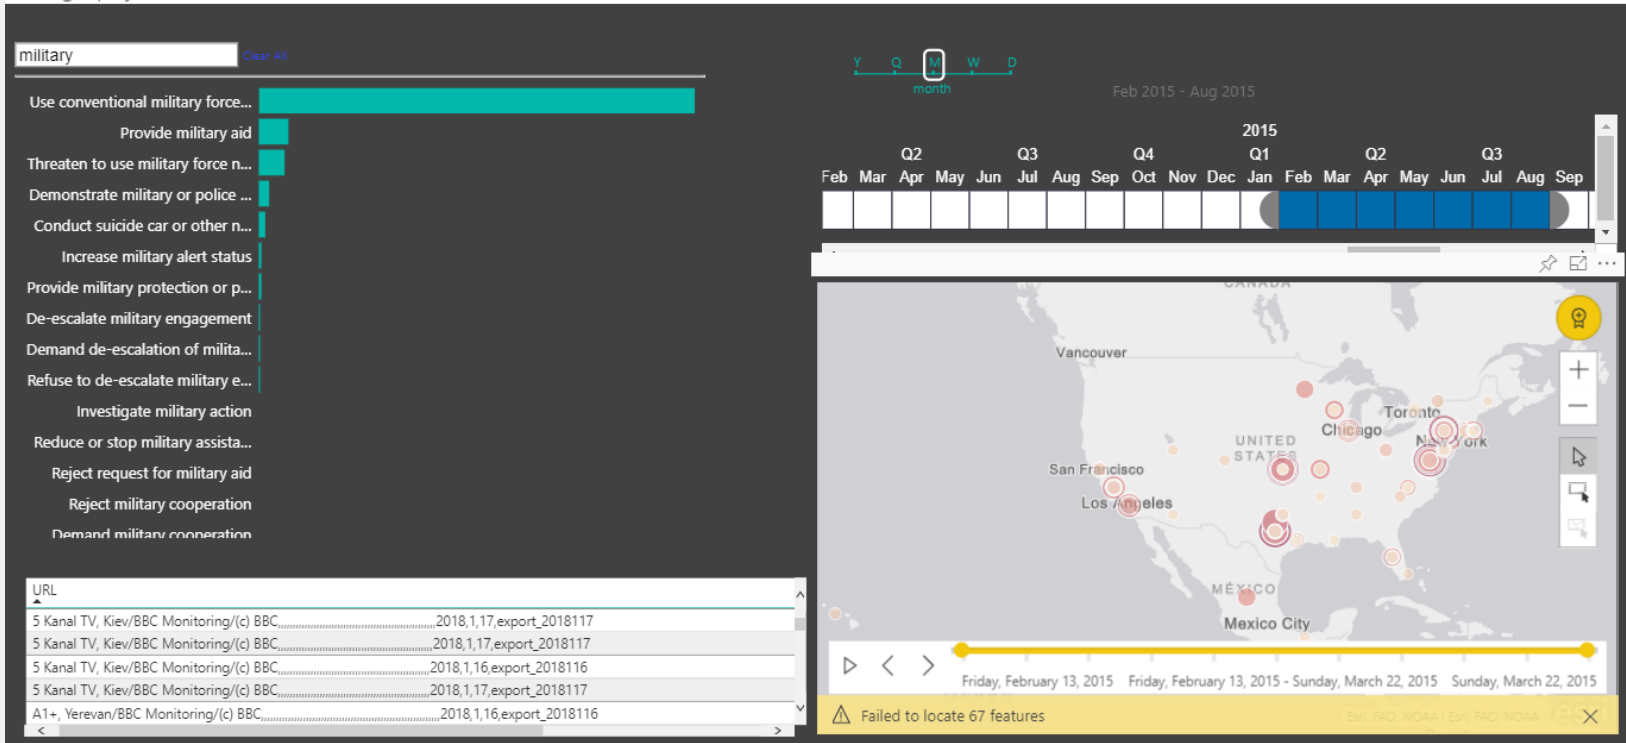 military
Clear All
Use conventional military force...
Provide military aid
Threaten to use military force n...
Demonstrate military or police ...
Conduct suicide car or other n...
Increase military alert status
Provide military protection or p...
De-escalate military engagement
Demand de-escalation of milita...
Refuse to de-escalate military e...
Investigate military action
Reduce or stop military assista...
Reject request for military aid
Reject military cooperation
Demand military cooperation
URL
5 Kanal TV, Kiev/BBC Monitoring/(c) BBC,,,,,,,,,,,,,,,,,,,,,,,,,,,,,,,,,,,,,,,,,,,,,,,,,,,,2018,1,17,export_2018117
5 Kanal TV, Kiev/BBC Monitoring/(c) BBC,,,,,,,,,,,,,,,,,,,,,,,,,,,,,,,,,,,,,,,,,,,,,,,,,,,2018,1,17,export_2018117
5 Kanal TV, Kiev/BBC Monitoring/(c) BBC,,,,,,,,,,,,,,,,,,,,,,,,,,,,,,,,,,,,,,,,,,,,,,,,,,2018,1,16,export_2018116
5 Kanal TV, Kiev/BBC Monitoring/(c) BBC,,,,,,,,,,,,,,,,,,,,,,,,,,,,,,,,,,,,,,,,,,,,,,,,,,2018,1,17,export_2018117
A1+, Yerevan/BBC Monitoring/(c) BBC,,,,,,,,,,,,,,,,,,,,,,,,,,,,,,,,,,,,,,,,,,,,,,,,,,,,,,,,,,,2018,1,16,export_2018116
Y Q M W D
month
Feb 2015 - Aug 2015
2015
Q2 Q3 Q4 Q1 Q2 Q3
Feb Mar Apr May Jun Jul Aug Sep Oct Nov Dec Jan Feb Mar Apr May Jun Jul Aug Sep
CANADA
Vancouver
Toronto
Chicago
New York
UNITED
STATES
San Francisco
Los Angeles
MÉXICO
Mexico City
Friday, February 13, 2015 Friday, February 13, 2015 - Sunday, March 22, 2015 Sunday, March 22, 2015
Failed to locate 67 features
Esri, FAO, NOAA | Esri, FAO, NOAA
esri